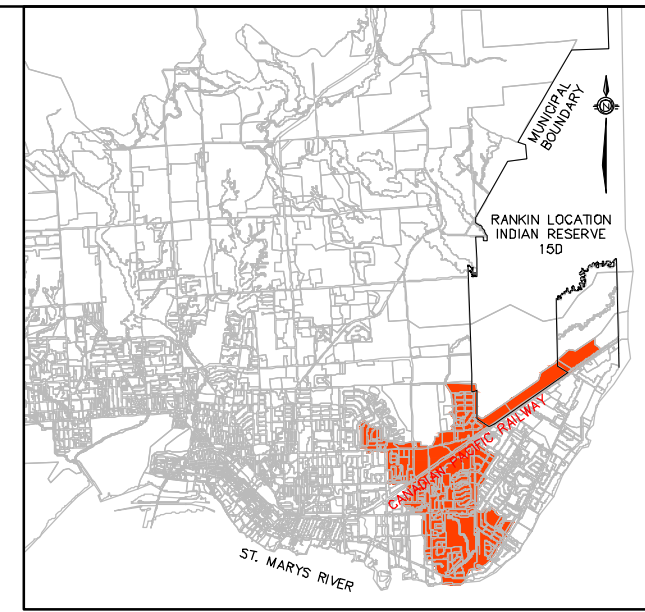 MUNICIPAL
BOUNDARY
N
RANKIN LOCATION
INDIAN RESERVE
15D
CANADIAN PACIFIC RAILWAY
ST. MARYS RIVER